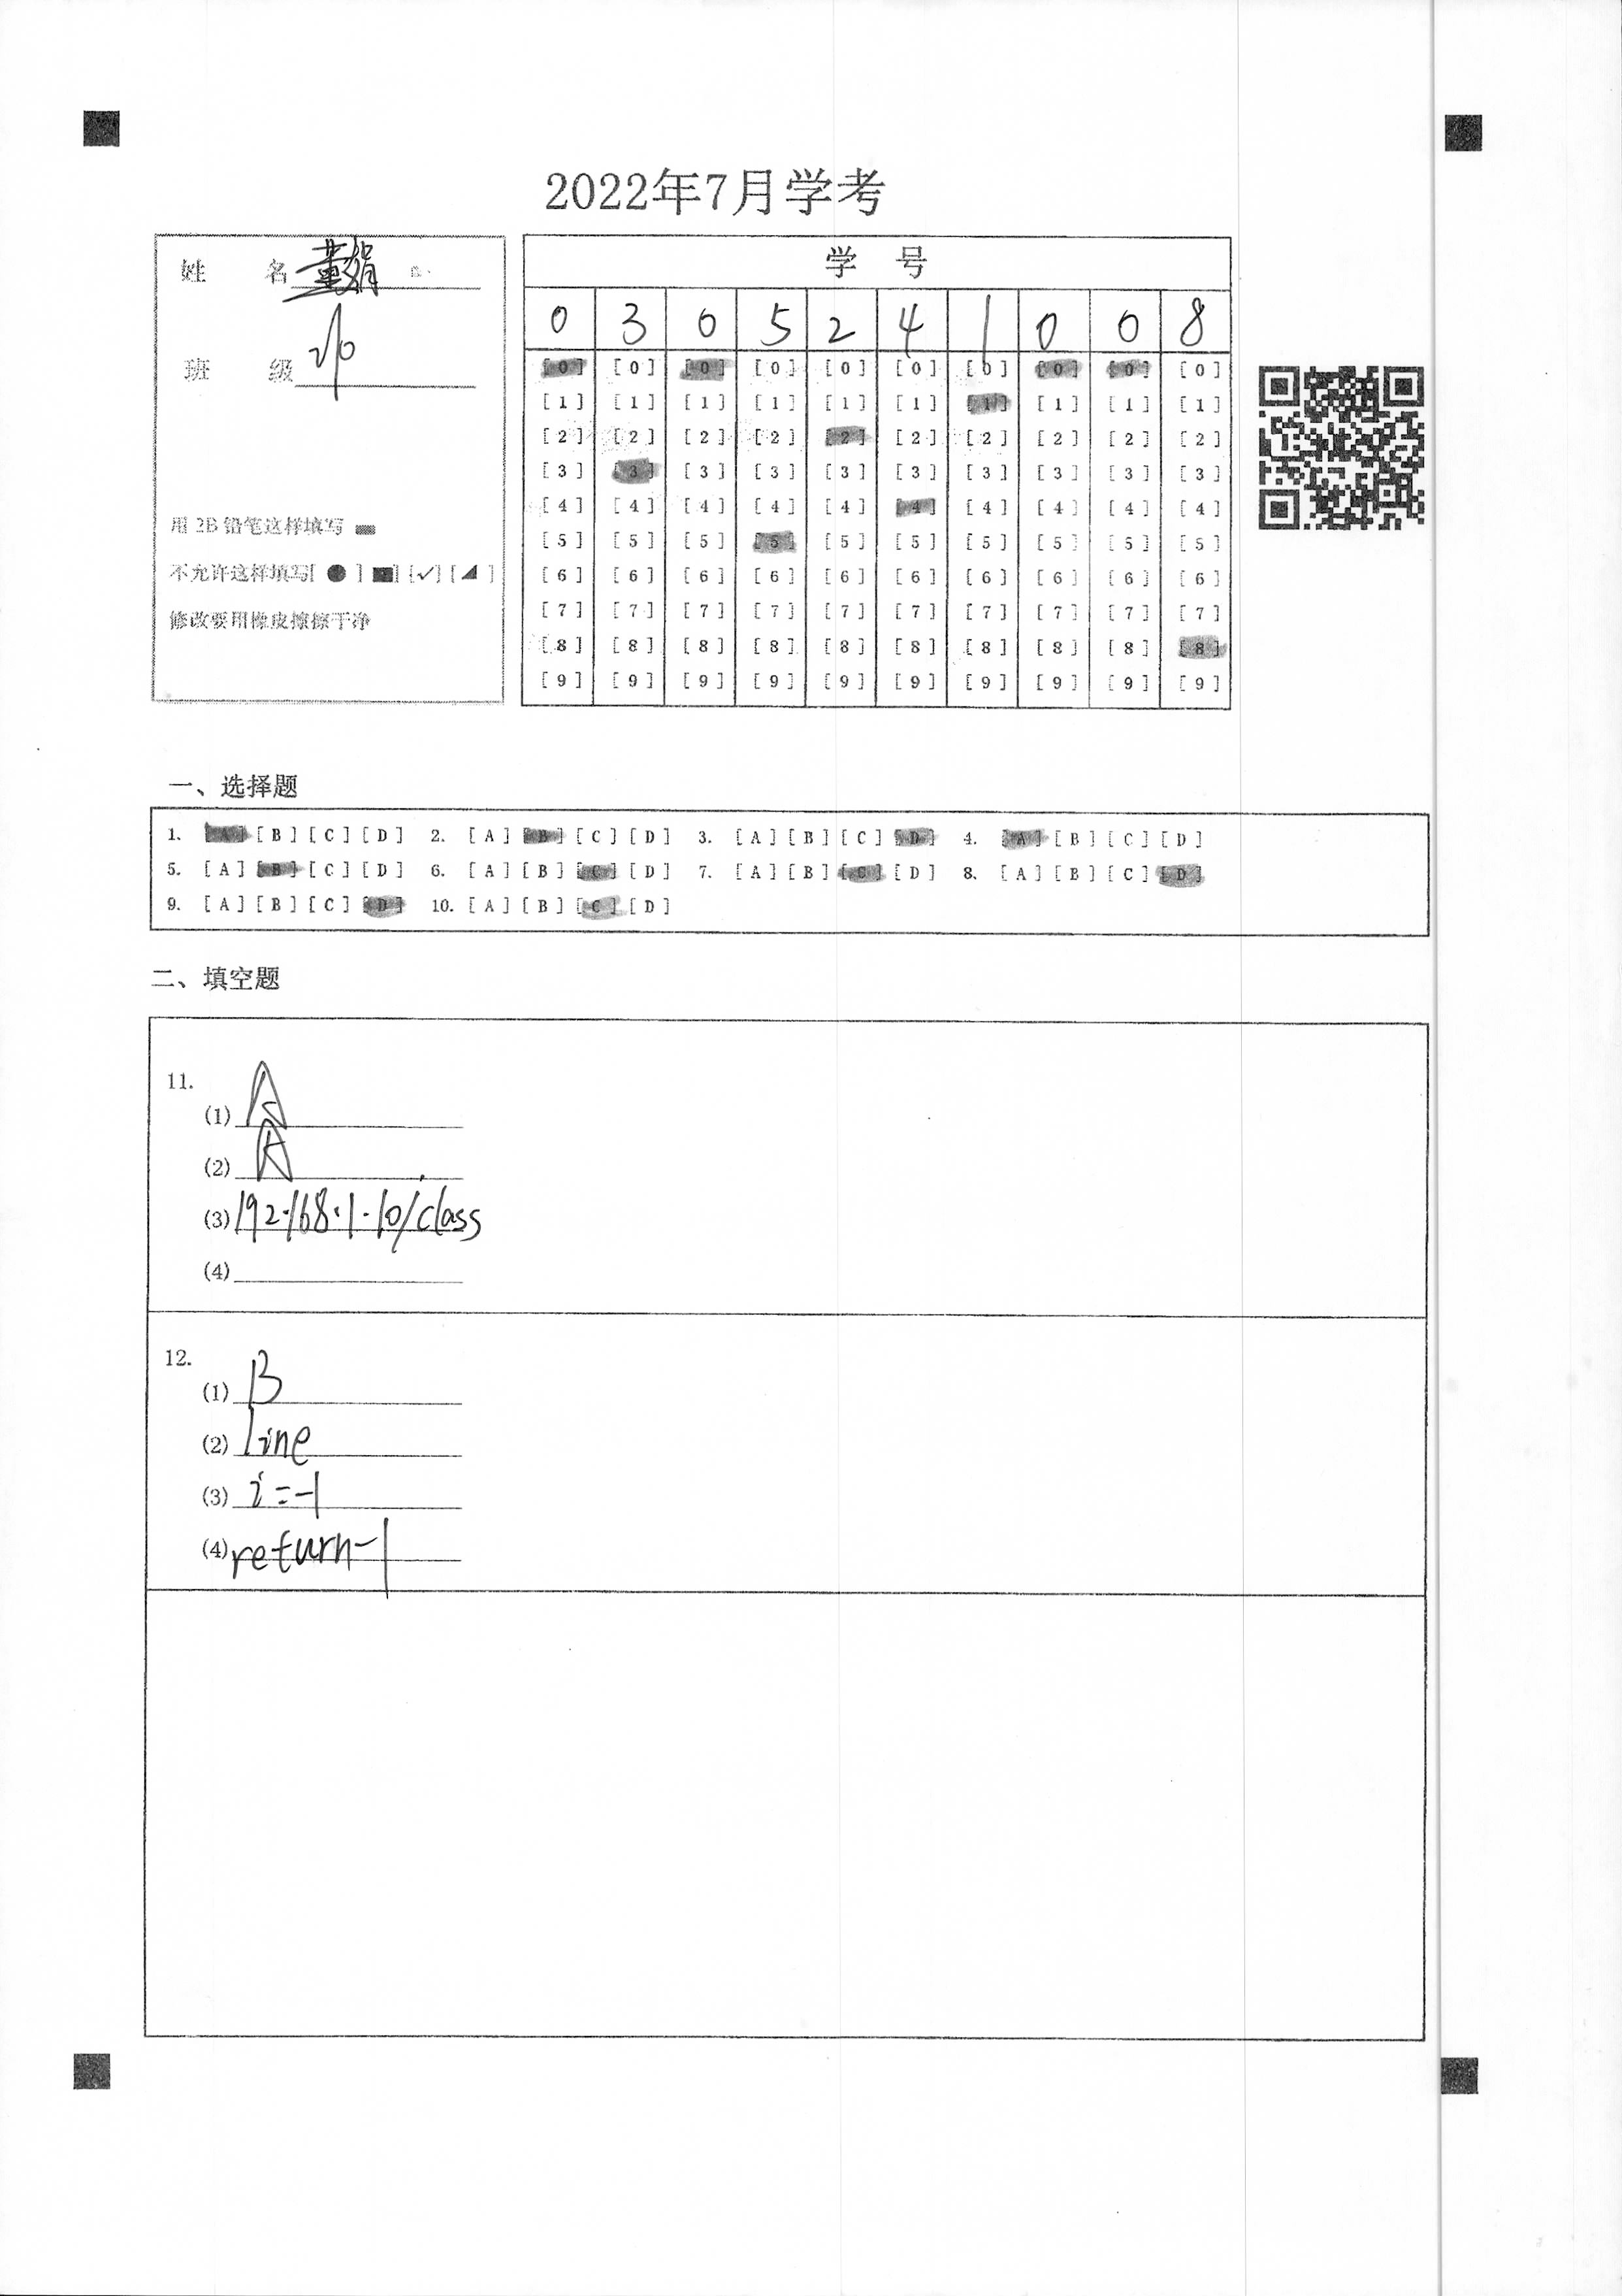 2022年7月学考
姓 名 董娟
班 级 210
用 2B 铅笔这样填写
不允许这样填写[ ● ] [■] [✓] [◢ ]
修改要用橡皮擦擦干净
学 号
0 3 0 5 2 4 1 0 0 8
[0] [0] [0] [0] [0] [0] [0] [0] [0] [0]
[1] [1] [1] [1] [1] [1] [1] [1] [1] [1]
[2] [2] [2] [2] [2] [2] [2] [2] [2] [2]
[3] [3] [3] [3] [3] [3] [3] [3] [3] [3]
[4] [4] [4] [4] [4] [4] [4] [4] [4] [4]
[5] [5] [5] [5] [5] [5] [5] [5] [5] [5]
[6] [6] [6] [6] [6] [6] [6] [6] [6] [6]
[7] [7] [7] [7] [7] [7] [7] [7] [7] [7]
[8] [8] [8] [8] [8] [8] [8] [8] [8] [8]
[9] [9] [9] [9] [9] [9] [9] [9] [9] [9]
一、选择题
1. [A] [B] [C] [D] 2. [A] [B] [C] [D] 3. [A] [B] [C] [D] 4. [A] [B] [C] [D]
5. [A] [B] [C] [D] 6. [A] [B] [C] [D] 7. [A] [B] [C] [D] 8. [A] [B] [C] [D]
9. [A] [B] [C] [D] 10. [A] [B] [C] [D]
二、填空题
11.
(1) A
(2) A
(3) 192.168.1.10/class
(4)
12.
(1) B
(2) line
(3) i=-1
(4) return-1